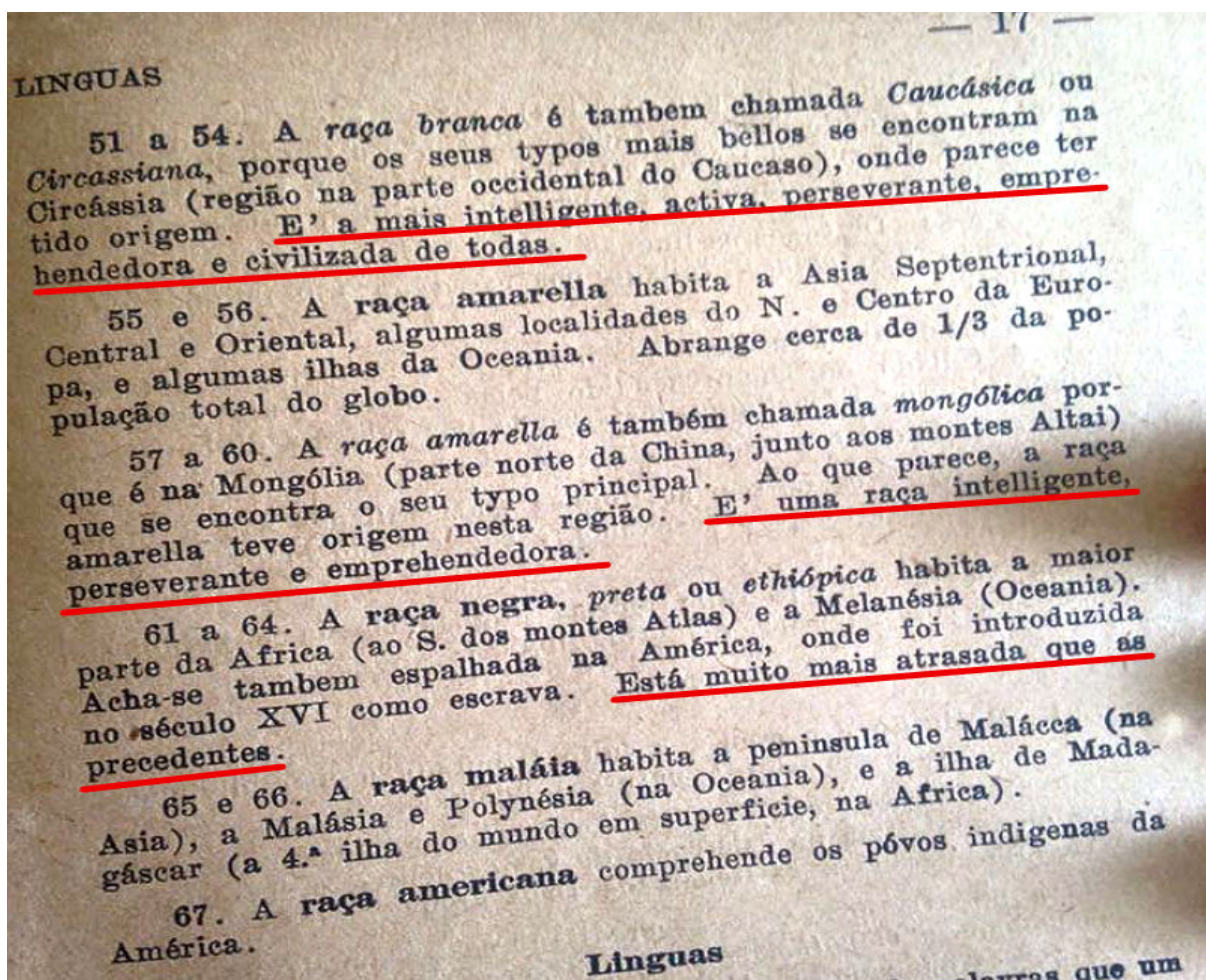 — 17 —
LINGUAS
51 a 54. A raça branca é tambem chamada Caucásica ou
Circassiana, porque os seus typos mais bellos se encontram na
Circássia (região na parte occidental do Caucaso), onde parece ter
tido origem. E' a mais intelligente, activa, perseverante, empre-
hendedora e civilizada de todas.
55 e 56. A raça amarella habita a Asia Septentrional,
Central e Oriental, algumas localidades do N. e Centro da Euro-
pa, e algumas ilhas da Oceania. Abrange cerca de 1/3 da po-
pulação total do globo.
57 a 60. A raça amarella é também chamada mongólica por-
que é na Mongólia (parte norte da China, junto aos montes Altai)
que se encontra o seu typo principal. Ao que parece, a raça
amarella teve origem nesta região. E' uma raça intelligente,
perseverante e emprehendedora.
61 a 64. A raça negra, preta ou ethiópica habita a maior
parte da Africa (ao S. dos montes Atlas) e a Melanésia (Oceania).
Acha-se tambem espalhada na América, onde foi introduzida
no século XVI como escrava. Está muito mais atrasada que as
precedentes.
65 e 66. A raça maláia habita a peninsula de Malácca (na
Asia), a Malásia e Polynésia (na Oceania), e a ilha de Mada-
gáscar (a 4.ª ilha do mundo em superficie, na Africa).
67. A raça americana comprehende os póvos indigenas da
América.
Linguas
que um